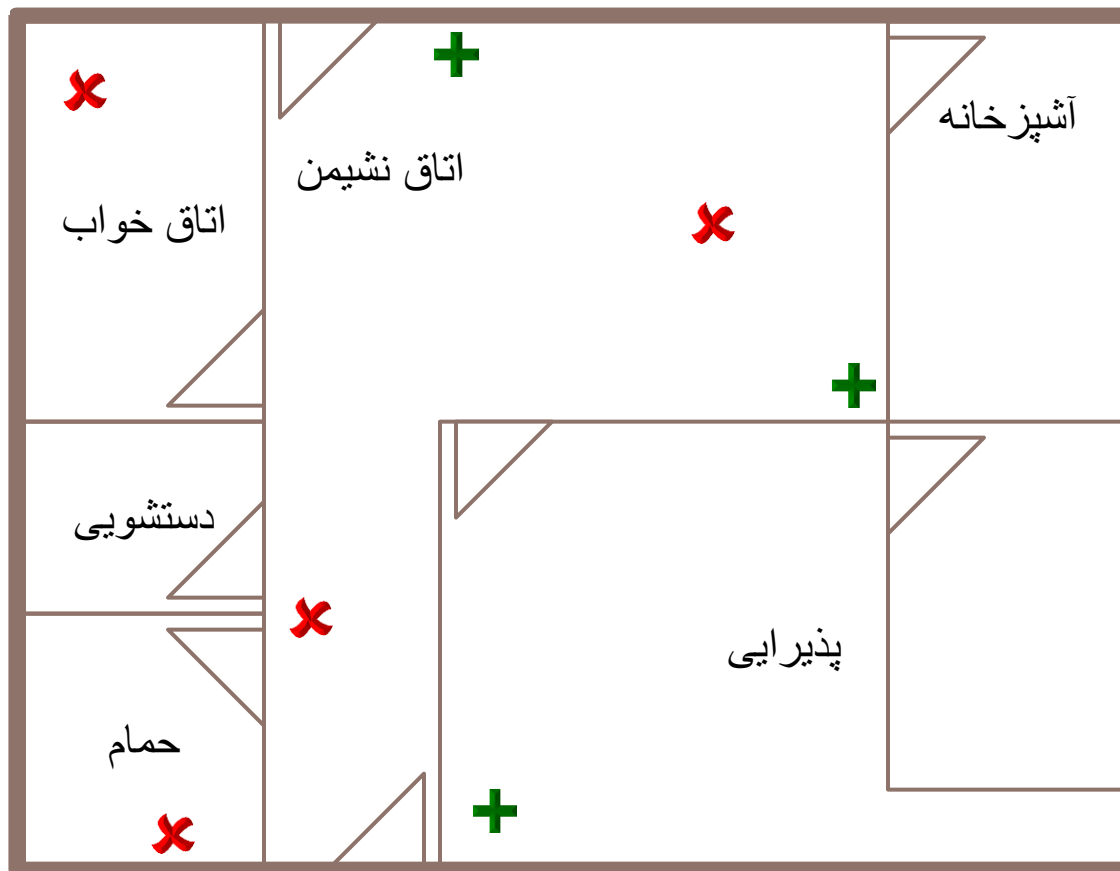 آشپزخانه
اتاق نشیمن
اتاق خواب
دستشویی
پذیرایی
حمام